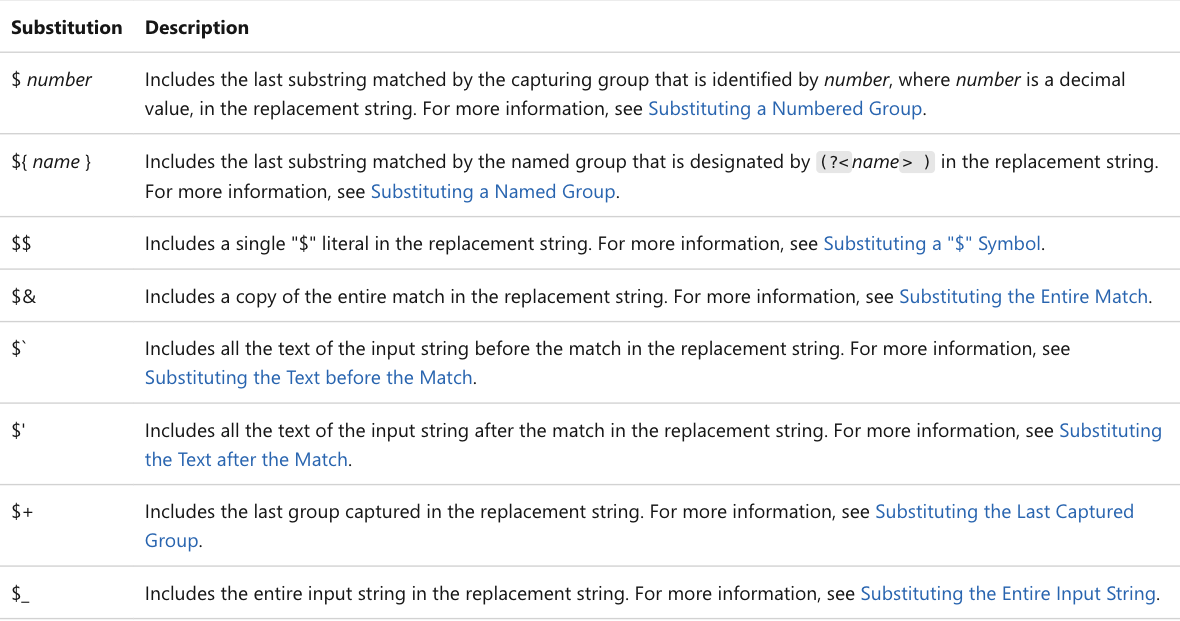 Substitution Description
$ number Includes the last substring matched by the capturing group that is identified by number, where number is a decimal
value, in the replacement string. For more information, see Substituting a Numbered Group.
${ name } Includes the last substring matched by the named group that is designated by (?<name> ) in the replacement string.
For more information, see Substituting a Named Group.
$$ Includes a single "$" literal in the replacement string. For more information, see Substituting a "$" Symbol.
$& Includes a copy of the entire match in the replacement string. For more information, see Substituting the Entire Match.
$` Includes all the text of the input string before the match in the replacement string. For more information, see
Substituting the Text before the Match.
$' Includes all the text of the input string after the match in the replacement string. For more information, see Substituting
the Text after the Match.
$+ Includes the last group captured in the replacement string. For more information, see Substituting the Last Captured
Group.
$_ Includes the entire input string in the replacement string. For more information, see Substituting the Entire Input String.